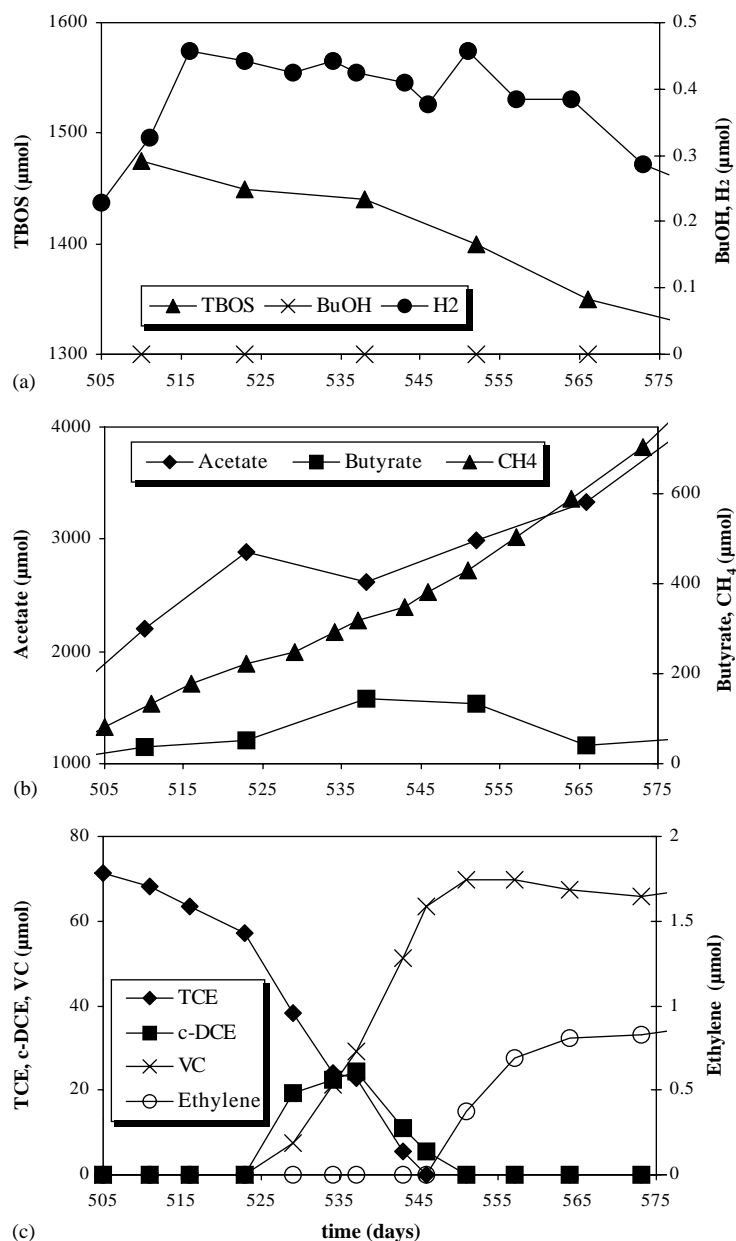 1600
1500
1400
1300
TBOS (µmol)
0.5
0.4
0.3
0.2
0.1
0
BuOH, H2 (µmol)
TBOS BuOH H2
505 515 525 535 545 555 565 575
(a)
4000
3000
2000
1000
Acetate (µmol)
Acetate Butyrate CH4
600
400
200
0
Butyrate, CH4 (µmol)
505 515 525 535 545 555 565 575
(b)
80
60
40
20
0
TCE, c-DCE, VC (µmol)
2
1.5
1
0.5
0
Ethylene (µmol)
TCE
c-DCE
VC
Ethylene
505 515 525 535 545 555 565 575
(c)
time (days)